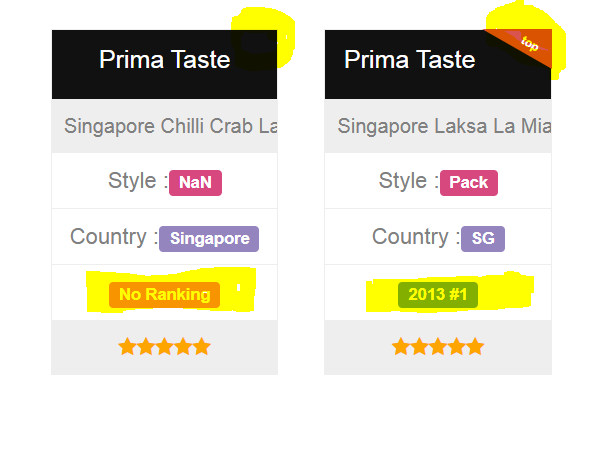 Prima Taste
Singapore Chilli Crab La
Style :NaN
Country :Singapore
No Ranking
Prima Taste
top
Singapore Laksa La Mia
Style :Pack
Country :SG
2013 #1